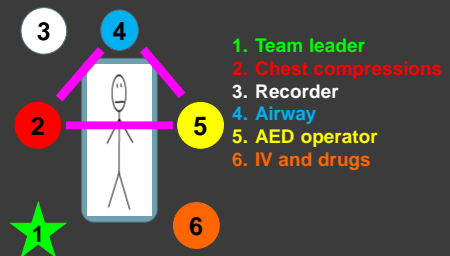 3
4
2
5
1
6
1. Team leader
2. Chest compressions
3. Recorder
4. Airway
5. AED operator
6. IV and drugs